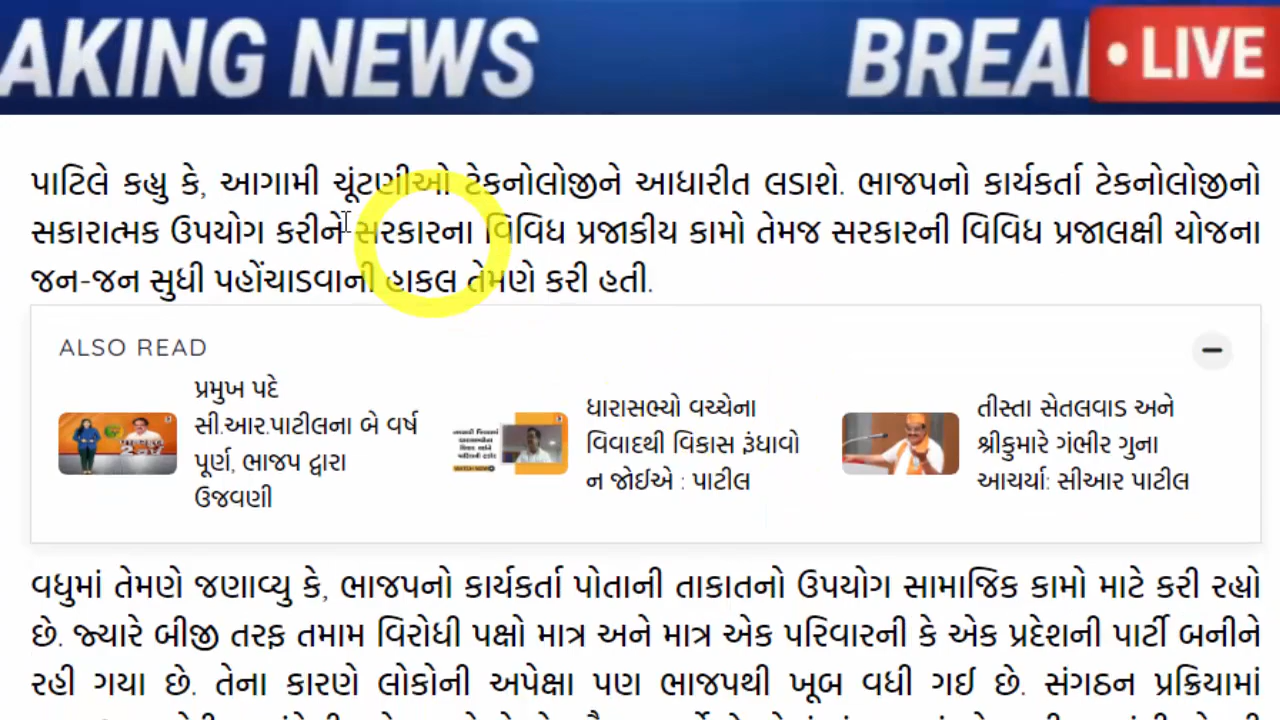 AKING NEWS BREA LIVE
પાટિલે કહ્યુ કે, આગામી ચૂંટણીઓ ટેકનોલોજીને આધારીત લડાશે. ભાજપનો કાર્યકર્તા ટેકનોલોજીનો
સકારાત્મક ઉપયોગ કરીને સરકારના વિવિધ પ્રજાકીય કામો તેમજ સરકારની વિવિધ પ્રજાલક્ષી યોજના
જન-જન સુધી પહોંચાડવાની હાકલ તેમણે કરી હતી.
ALSO READ
પ્રમુખ પદે
સી.આર.પાટીલના બે વર્ષ
પૂર્ણ, ભાજપ દ્વારા
ઉજવણી
ધારાસભ્યો વચ્ચેના
વિવાદથી વિકાસ રૂંધાવો
ન જોઈએ : પાટીલ
તીસ્તા સેતલવાડ અને
શ્રીકુમારે ગંભીર ગુના
આચર્યા: સીઆર પાટીલ
વધુમાં તેમણે જણાવ્યુ કે, ભાજપનો કાર્યકર્તા પોતાની તાકાતનો ઉપયોગ સામાજિક કામો માટે કરી રહ્યો
છે. જ્યારે બીજી તરફ તમામ વિરોધી પક્ષો માત્ર અને માત્ર એક પરિવારની કે એક પ્રદેશની પાર્ટી બનીને
રહી ગયા છે. તેના કારણે લોકોની અપેક્ષા પણ ભાજપથી ખૂબ વધી ગઈ છે. સંગઠન પ્રક્રિયામાં